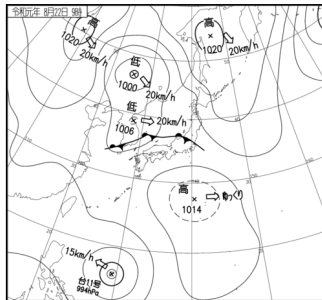 令和元年 8月22日 9時
高
1020
20km/h
高
1020
20km/h
低
1000
20km/h
低
1006
20km/h
高
1014
ゆっくり
15km/h
台11号
994hPa